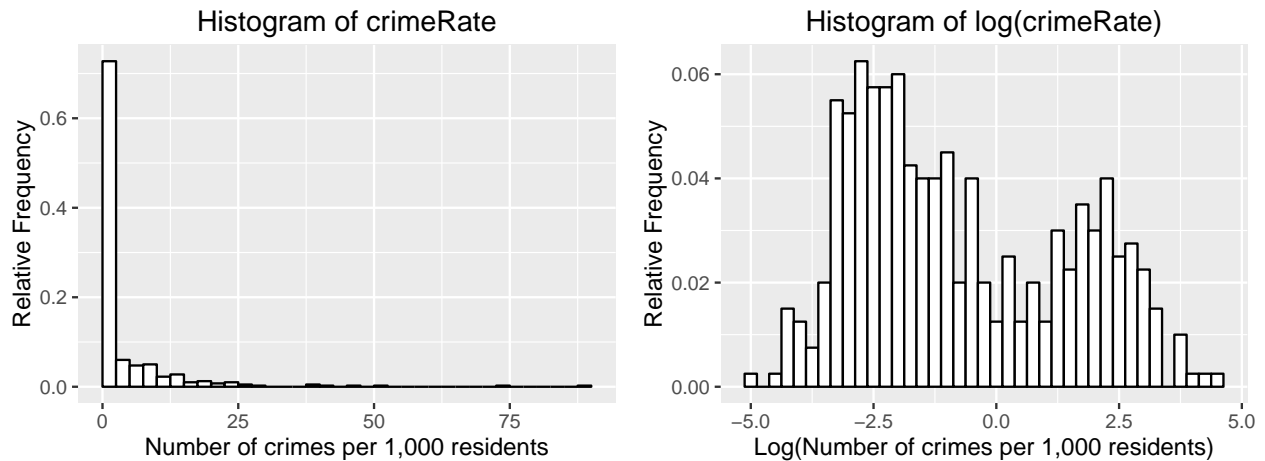 Histogram of crimeRate
0.6
0.4
0.2
0.0
Relative Frequency
0
25
50
75
Number of crimes per 1,000 residents
Histogram of log(crimeRate)
0.06
0.04
0.02
0.00
Relative Frequency
−5.0
−2.5
0.0
2.5
5.0
Log(Number of crimes per 1,000 residents)